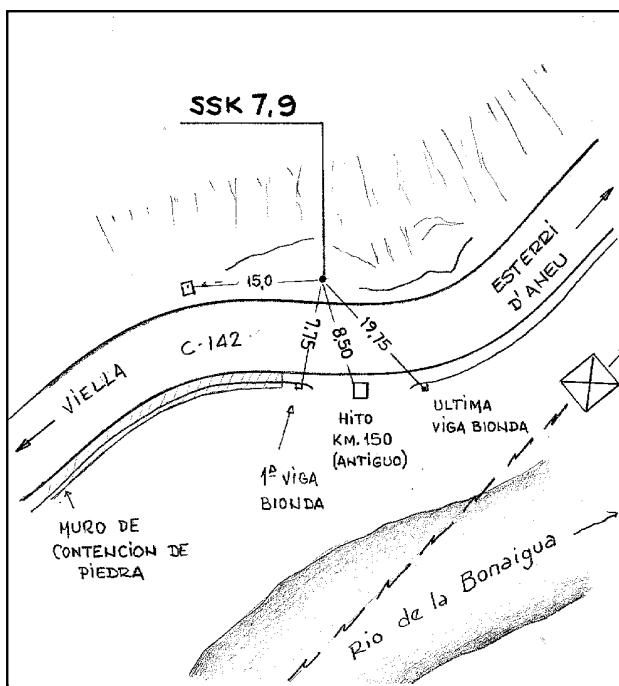 SSK 7,9
ESTERRI
D'ANEU
15,0
7,75
8,50
19,75
C-142
VIELLA
HITO
KM.150
(ANTIGUO)
ULTIMA
VIGA BIONDA
1ª VIGA
BIONDA
MURO DE
CONTENCION DE
PIEDRA
Rio de la Bonaigua